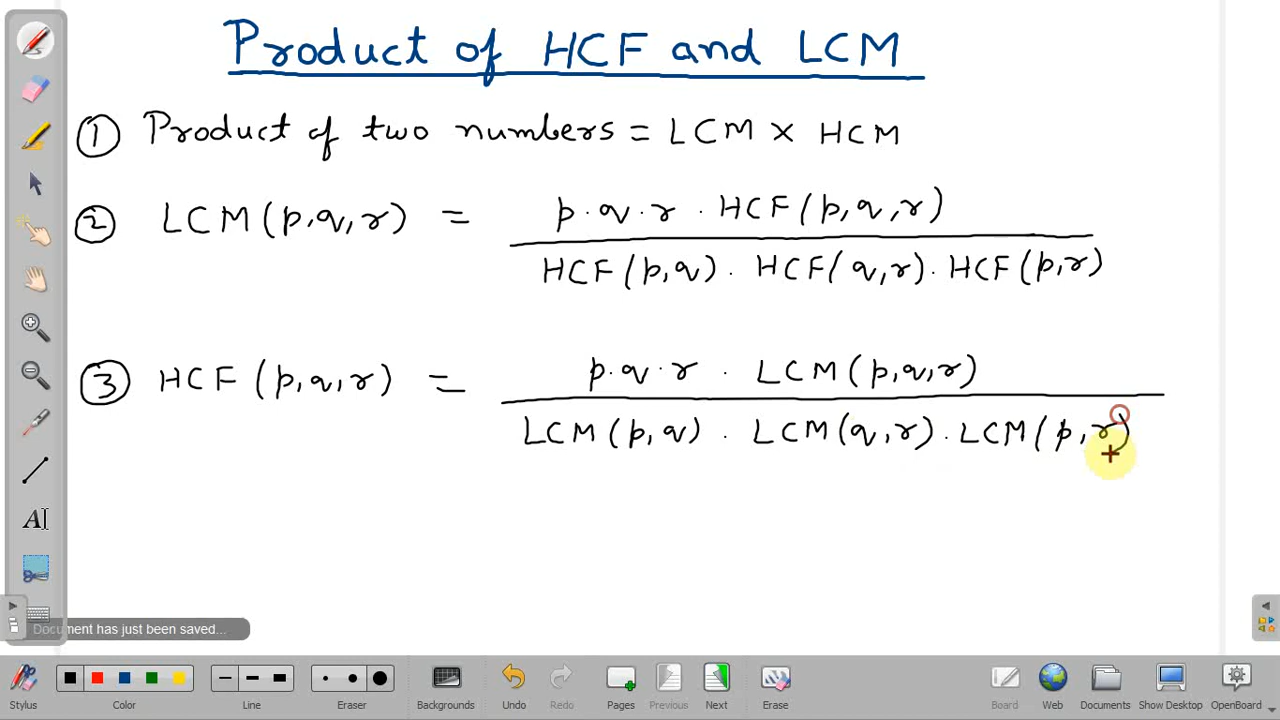 Product of HCF and LCM
① Product of two numbers = LCM × HCM
② LCM(p,q,r) = p·q·r · HCF(p,q,r)
HCF(p,q) · HCF(q,r) · HCF(p,r)
③ HCF(p,q,r) = p·q·r · LCM(p,q,r)
LCM(p,q) · LCM(q,r) · LCM(p,r)
AI
Document has just been saved...
Stylus Color Line Eraser Backgrounds Undo Redo Pages Previous Next Erase Board Web Documents Show Desktop OpenBoard